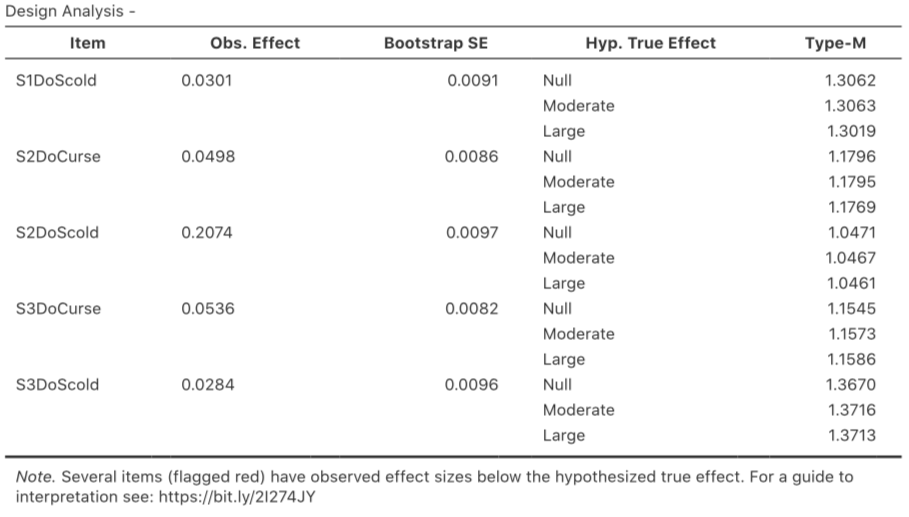 Design Analysis -
Item Obs. Effect Bootstrap SE Hyp. True Effect Type-M
S1DoScold 0.0301 0.0091 Null 1.3062
Moderate 1.3063
Large 1.3019
S2DoCurse 0.0498 0.0086 Null 1.1796
Moderate 1.1795
Large 1.1769
S2DoScold 0.2074 0.0097 Null 1.0471
Moderate 1.0467
Large 1.0461
S3DoCurse 0.0536 0.0082 Null 1.1545
Moderate 1.1573
Large 1.1586
S3DoScold 0.0284 0.0096 Null 1.3670
Moderate 1.3716
Large 1.3713
Note. Several items (flagged red) have observed effect sizes below the hypothesized true effect. For a guide to
interpretation see: https://bit.ly/2I274JY